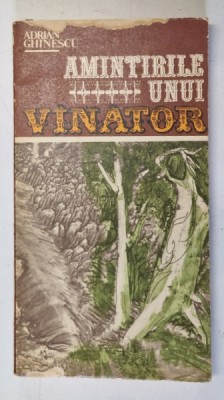 ADRIAN
GHINESCU
AMINTIRILE
UNUI
VINATOR